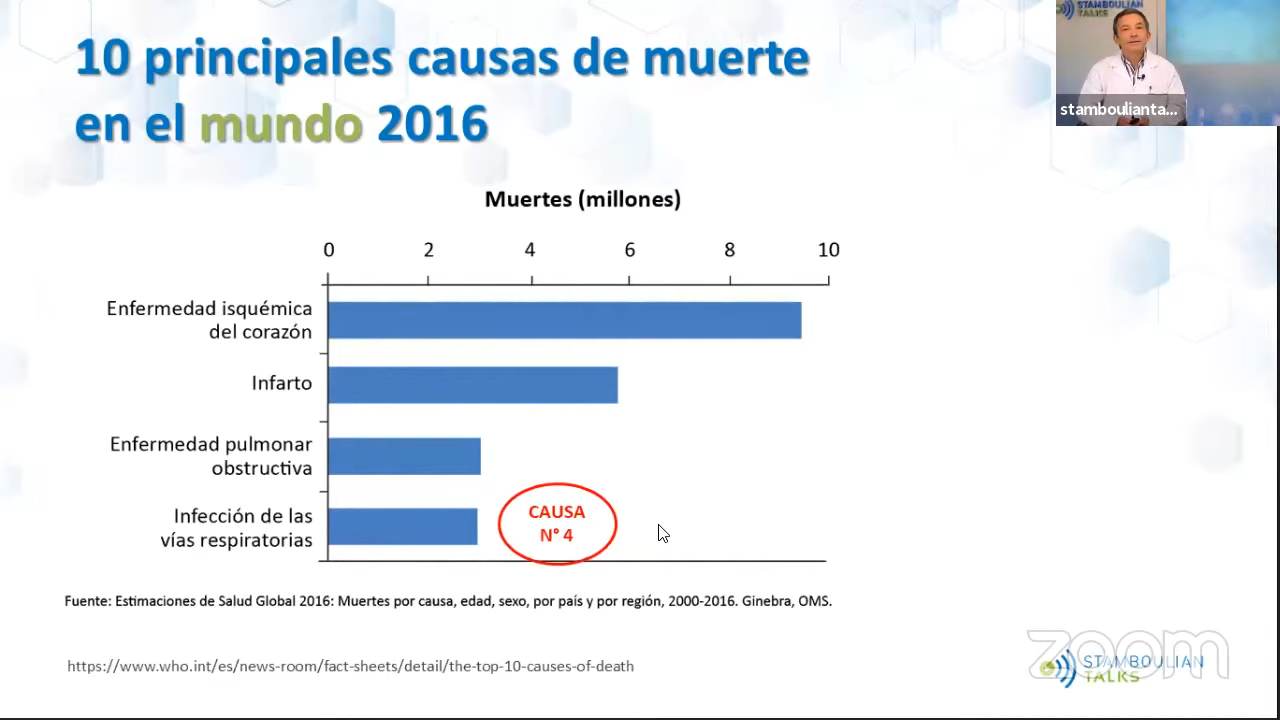 10 principales causas de muerte
en el mundo 2016
STAMBOULIAN
TALKS
stamboulianta...
Muertes (millones)
0 2 4 6 8 10
Enfermedad isquémica
del corazón
Infarto
Enfermedad pulmonar
obstructiva
Infección de las
vías respiratorias
CAUSA
N° 4
Fuente: Estimaciones de Salud Global 2016: Muertes por causa, edad, sexo, por país y por región, 2000-2016. Ginebra, OMS.
https://www.who.int/es/news-room/fact-sheets/detail/the-top-10-causes-of-death
zoom
STAMBOULIAN
TALKS